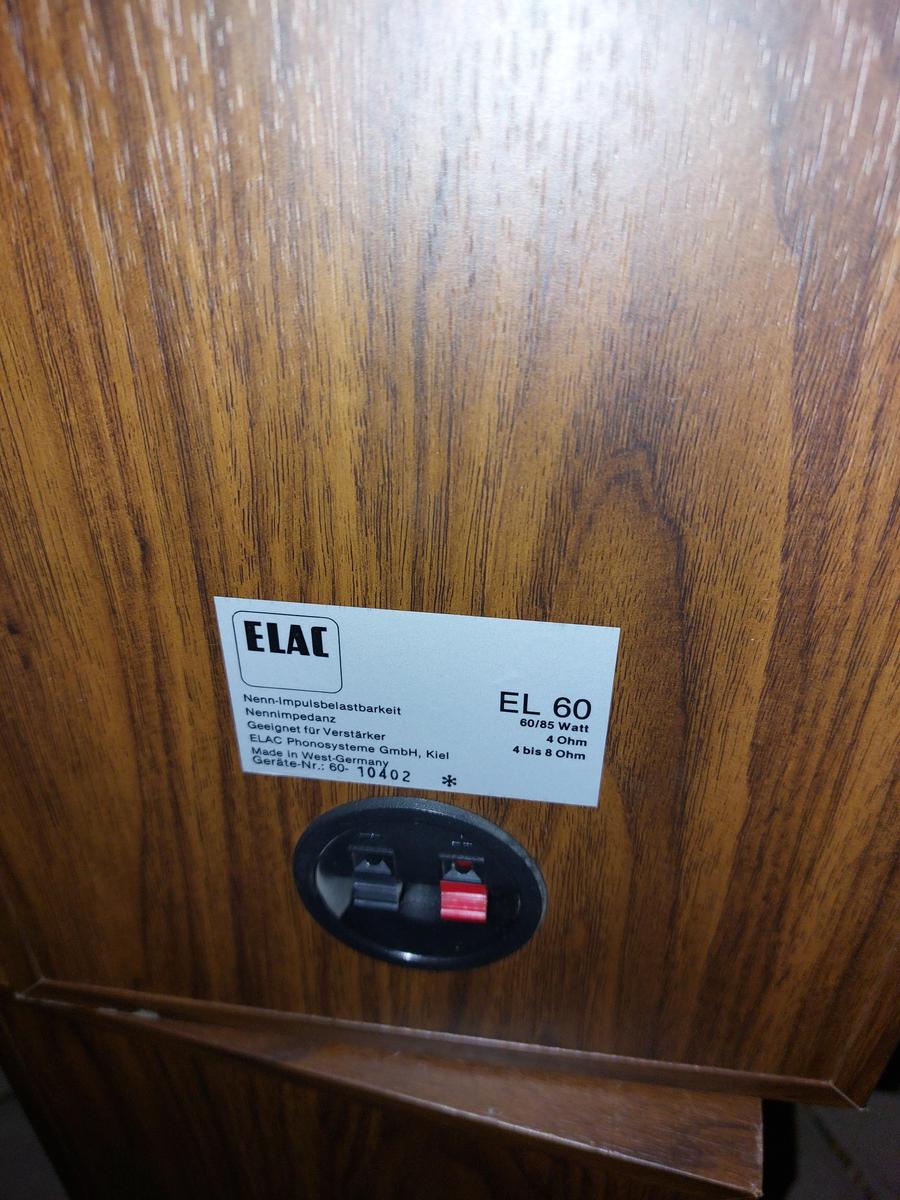 ELAC
EL 60
Nenn-Impulsbelastbarkeit 60/85 Watt
Nennimpedanz 4 Ohm
Geeignet für Verstärker 4 bis 8 Ohm
ELAC Phonosysteme GmbH, Kiel
Made in West-Germany
Geräte-Nr.: 60- 10402 *